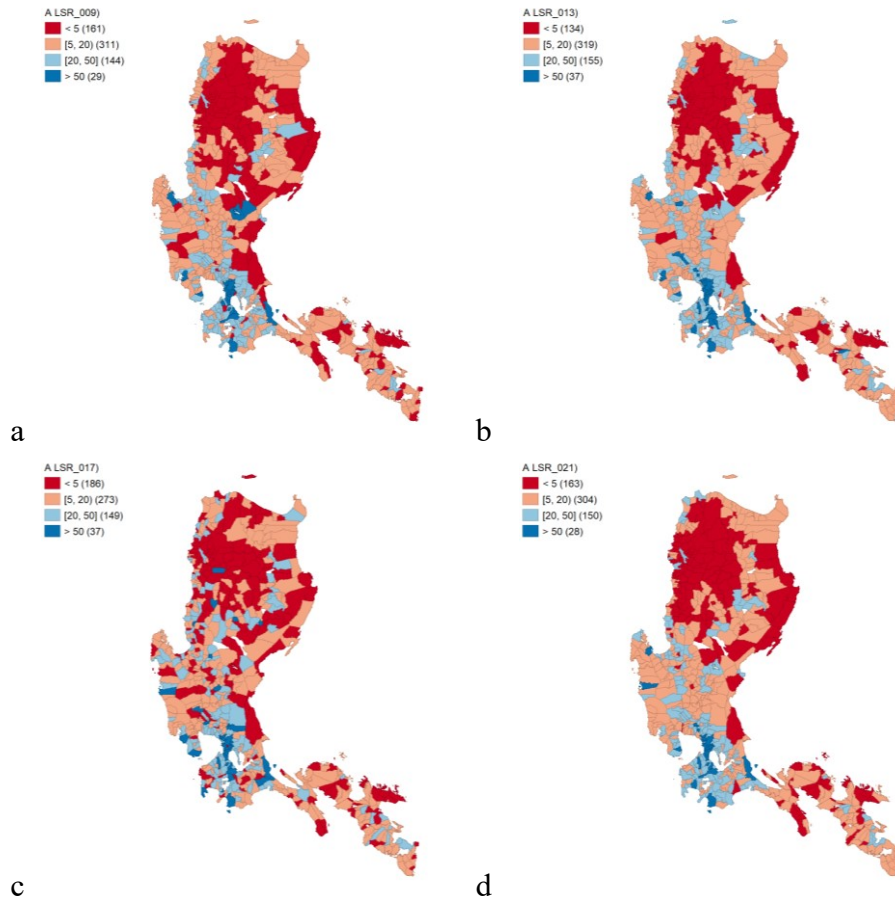 A LSR_009)
< 5 (161)
[5, 20) (311)
[20, 50] (144)
> 50 (29)
a
A LSR_013)
< 5 (134)
[5, 20) (319)
[20, 50] (155)
> 50 (37)
b
A LSR_017)
< 5 (186)
[5, 20) (273)
[20, 50] (149)
> 50 (37)
c
A LSR_021)
< 5 (163)
[5, 20) (304)
[20, 50] (150)
> 50 (28)
d